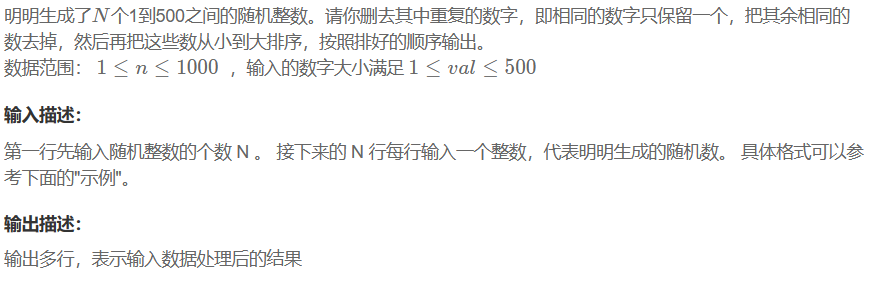 明明生成了N个1到500之间的随机整数。请你删去其中重复的数字，即相同的数字只保留一个，把其余相同的
数去掉，然后再把这些数从小到大排序，按照排好的顺序输出。
数据范围： 1 ≤ n ≤ 1000 ，输入的数字大小满足 1 ≤ val ≤ 500
输入描述：
第一行先输入随机整数的个数 N 。 接下来的 N 行每行输入一个整数，代表明明生成的随机数。 具体格式可以参
考下面的"示例"。
输出描述：
输出多行，表示输入数据处理后的结果